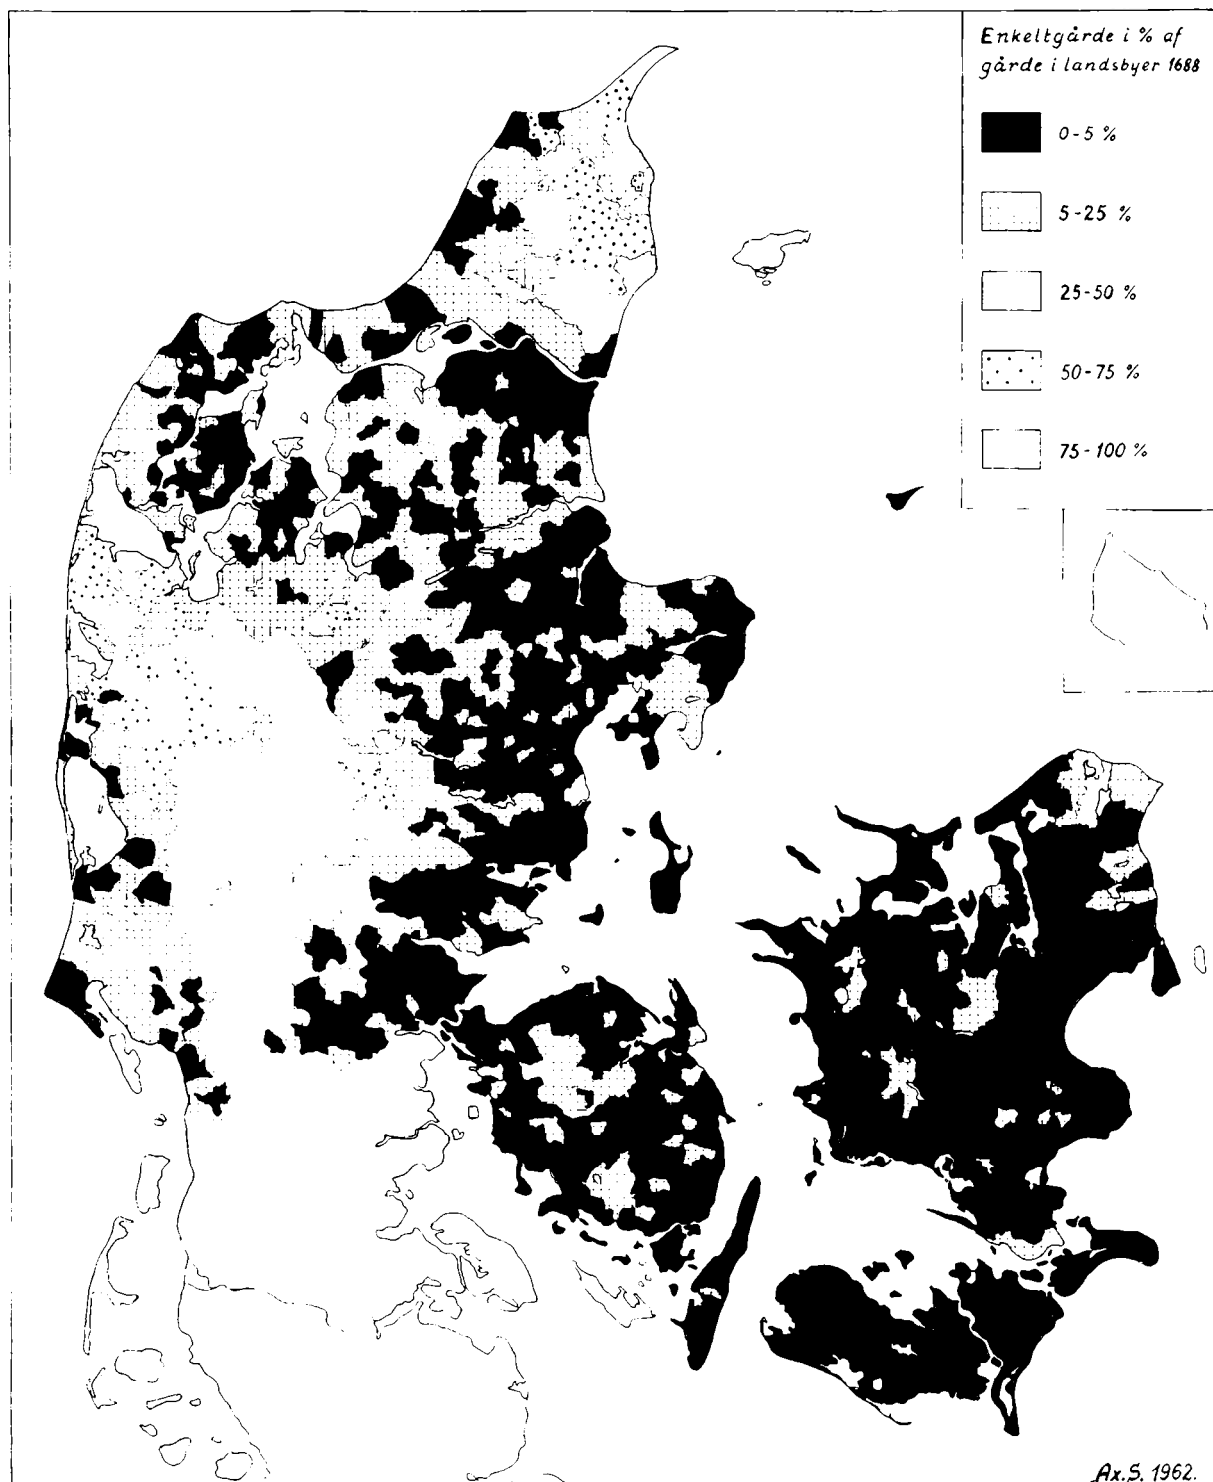 Enkeltgårde i % af
gårde i landsbyer 1688
0-5 %
5-25 %
25-50 %
50-75 %
75-100 %
Ax.S. 1962.